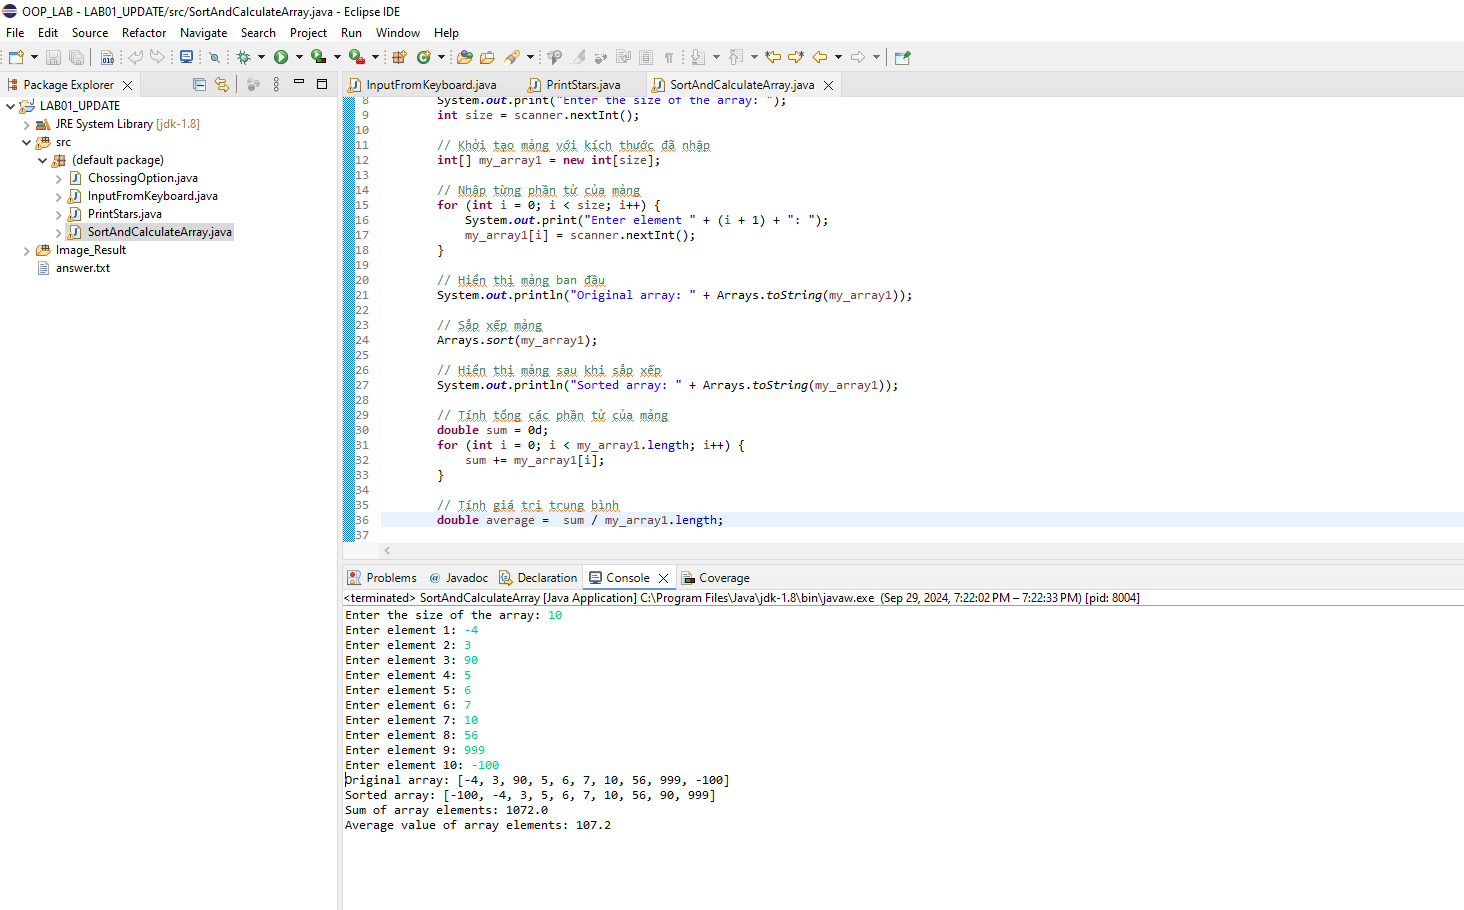 OOP_LAB - LAB01_UPDATE/src/SortAndCalculateArray.java - Eclipse IDE
File Edit Source Refactor Navigate Search Project Run Window Help
Package Explorer
LAB01_UPDATE
JRE System Library [jdk-1.8]
src
(default package)
ChossingOption.java
InputFromKeyboard.java
PrintStars.java
SortAndCalculateArray.java
Image_Result
answer.txt
InputFromKeyboard.java PrintStars.java SortAndCalculateArray.java
8 System.out.print("Enter the size of the array: ");
9 int size = scanner.nextInt();
10
11 // Khởi tạo mảng với kích thước đã nhập
12 int[] my_array1 = new int[size];
13
14 // Nhập từng phần tử của mảng
15 for (int i = 0; i < size; i++) {
16 System.out.print("Enter element " + (i + 1) + ": ");
17 my_array1[i] = scanner.nextInt();
18 }
19
20 // Hiển thị mảng ban đầu
21 System.out.println("Original array: " + Arrays.toString(my_array1));
22
23 // Sắp xếp mảng
24 Arrays.sort(my_array1);
25
26 // Hiển thị mảng sau khi sắp xếp
27 System.out.println("Sorted array: " + Arrays.toString(my_array1));
28
29 // Tính tổng các phần tử của mảng
30 double sum = 0d;
31 for (int i = 0; i < my_array1.length; i++) {
32 sum += my_array1[i];
33 }
34
35 // Tính giá trị trung bình
36 double average =  sum / my_array1.length;
37
Problems @ Javadoc Declaration Console Coverage
<terminated> SortAndCalculateArray [Java Application] C:\Program Files\Java\jdk-1.8\bin\javaw.exe (Sep 29, 2024, 7:22:02 PM – 7:22:33 PM) [pid: 8004]
Enter the size of the array: 10
Enter element 1: -4
Enter element 2: 3
Enter element 3: 90
Enter element 4: 5
Enter element 5: 6
Enter element 6: 7
Enter element 7: 10
Enter element 8: 56
Enter element 9: 999
Enter element 10: -100
Original array: [-4, 3, 90, 5, 6, 7, 10, 56, 999, -100]
Sorted array: [-100, -4, 3, 5, 6, 7, 10, 56, 90, 999]
Sum of array elements: 1072.0
Average value of array elements: 107.2